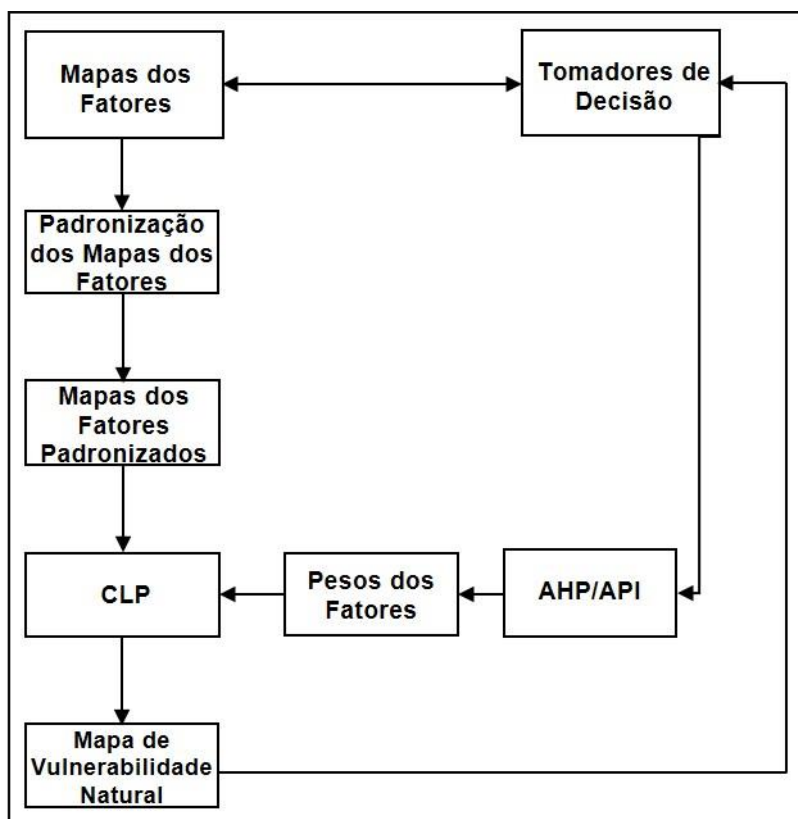 Mapas dos
Fatores
Tomadores de
Decisão
Padronização
dos Mapas dos
Fatores
Mapas dos
Fatores
Padronizados
CLP
Pesos dos
Fatores
AHP/API
Mapa de
Vulnerabilidade
Natural